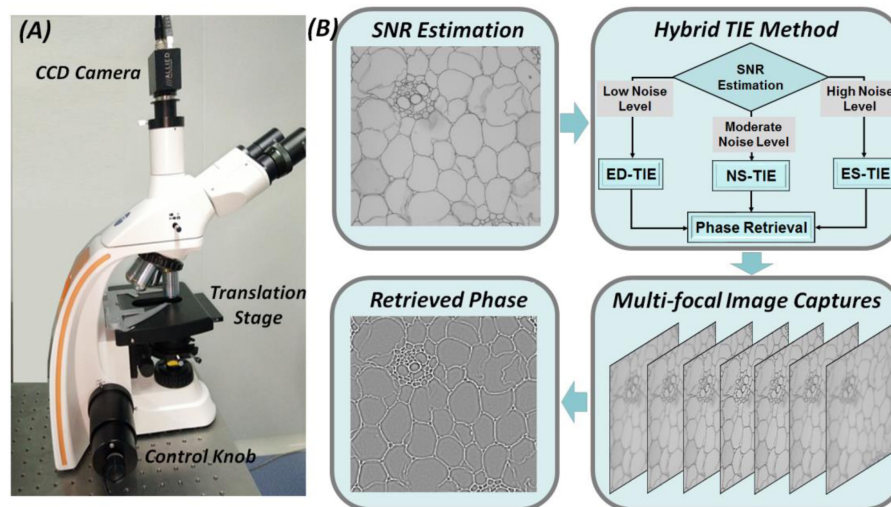 (A)
CCD Camera
ALLIED
Translation
Stage
Control Knob
(B)
SNR Estimation
Hybrid TIE Method
SNR
Estimation
Low Noise
Level
High Noise
Level
Moderate
Noise Level
ED-TIE
NS-TIE
ES-TIE
Phase Retrieval
Retrieved Phase
Multi-focal Image Captures